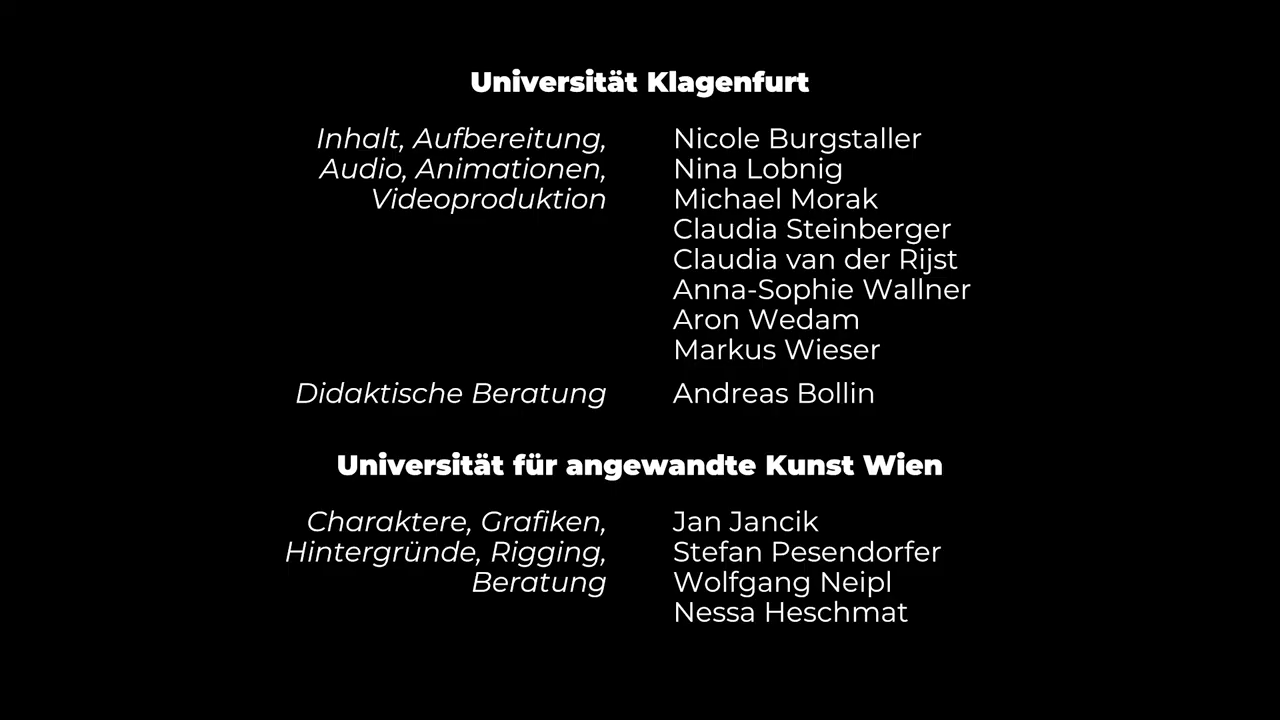 Universität Klagenfurt
Inhalt, Aufbereitung, Nicole Burgstaller
Audio, Animationen, Nina Lobnig
Videoproduktion Michael Morak
Claudia Steinberger
Claudia van der Rijst
Anna-Sophie Wallner
Aron Wedam
Markus Wieser
Didaktische Beratung Andreas Bollin
Universität für angewandte Kunst Wien
Charaktere, Grafiken, Jan Jancik
Hintergründe, Rigging, Stefan Pesendorfer
Beratung Wolfgang Neipl
Nessa Heschmat